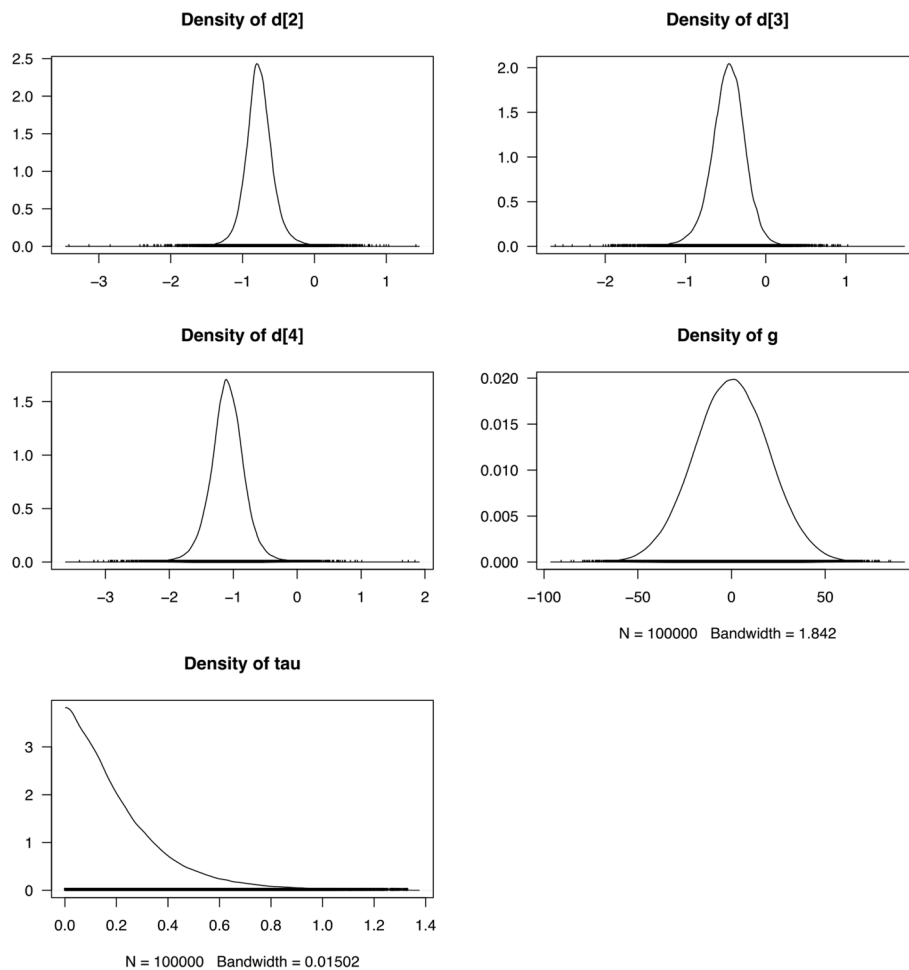 Density of d[2]
Density of d[3]
2.5
2.0
1.5
1.0
0.5
0.0
−3 −2 −1 0 1
2.0
1.5
1.0
0.5
0.0
−2 −1 0 1
Density of d[4]
Density of g
1.5
1.0
0.5
0.0
−3 −2 −1 0 1 2
0.020
0.015
0.010
0.005
0.000
−100 −50 0 50
N = 100000 Bandwidth = 1.842
Density of tau
3
2
1
0
0.0 0.2 0.4 0.6 0.8 1.0 1.2 1.4
N = 100000 Bandwidth = 0.01502